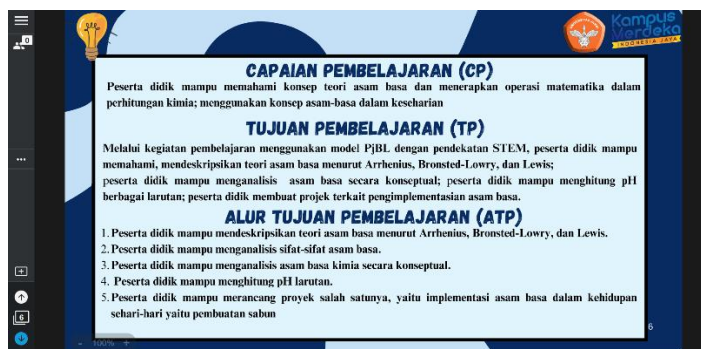 0
Kampus
Merdeka
INDONESIA JAYA
CAPAIAN PEMBELAJARAN (CP)
Peserta didik mampu memahami konsep teori asam basa dan menerapkan operasi matematika dalam
perhitungan kimia; menggunakan konsep asam-basa dalam keseharian
TUJUAN PEMBELAJARAN (TP)
Melalui kegiatan pembelajaran menggunakan model PjBL dengan pendekatan STEM, peserta didik mampu
memahami, mendeskripsikan teori asam basa menurut Arrhenius, Bronsted-Lowry, dan Lewis;
peserta didik mampu menganalisis asam basa secara konseptual; peserta didik mampu menghitung pH
berbagai larutan; peserta didik membuat projek terkait pengimplementasian asam basa.
ALUR TUJUAN PEMBELAJARAN (ATP)
1. Peserta didik mampu mendeskripsikan teori asam basa menurut Arrhenius, Bronsted-Lowry, dan Lewis.
2. Peserta didik mampu menganalisis sifat-sifat asam basa.
3. Peserta didik mampu menganalisis asam basa kimia secara konseptual.
4. Peserta didik mampu menghitung pH larutan.
5. Peserta didik mampu merancang proyek salah satunya, yaitu implementasi asam basa dalam kehidupan
sehari-hari yaitu pembuatan sabun
6
6
- 100% +